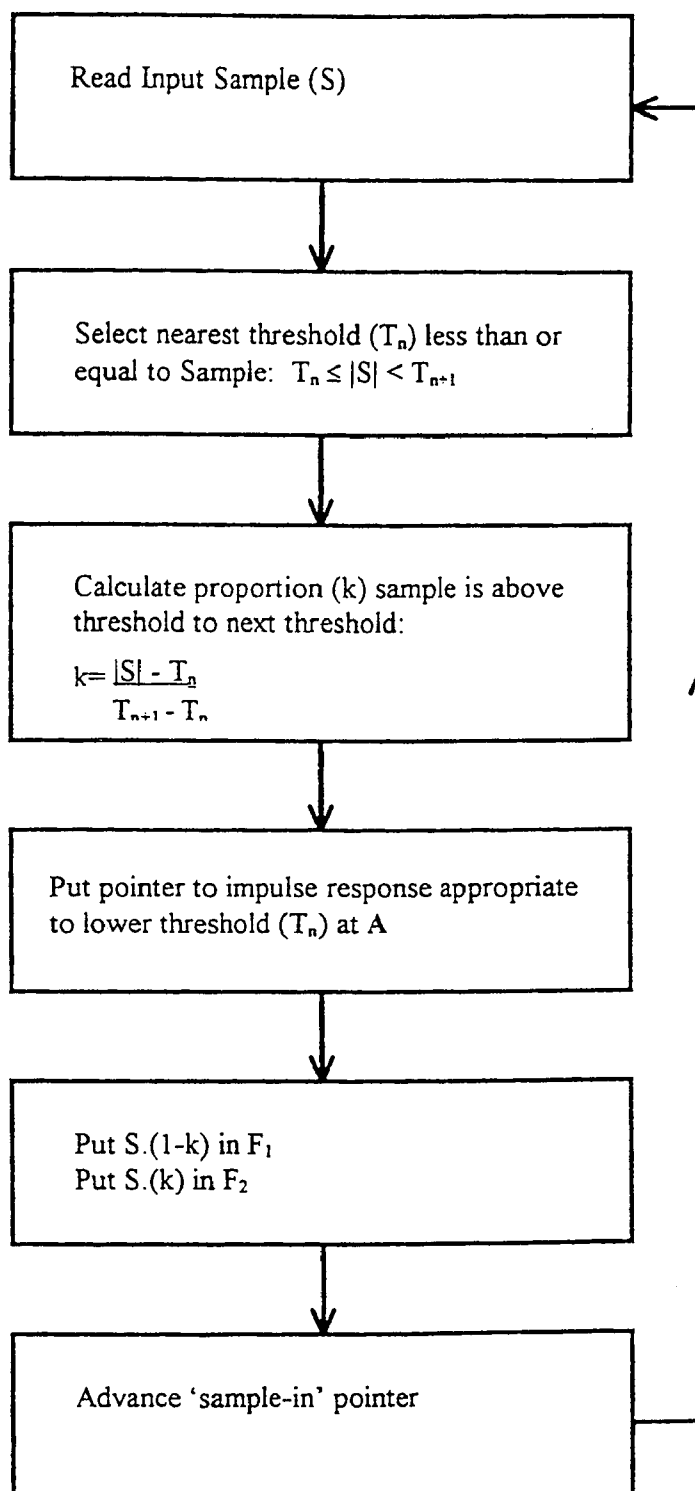 Read Input Sample (S)
Select nearest threshold (Tₙ) less than or
equal to Sample: Tₙ ≤ |S| < Tₙ₊₁
Calculate proportion (k) sample is above
threshold to next threshold:
k= |S| - Tₙ
Tₙ₊₁ - Tₙ
Put pointer to impulse response appropriate
to lower threshold (Tₙ) at A
Put S.(1-k) in F₁
Put S.(k) in F₂
Advance ‘sample-in’ pointer